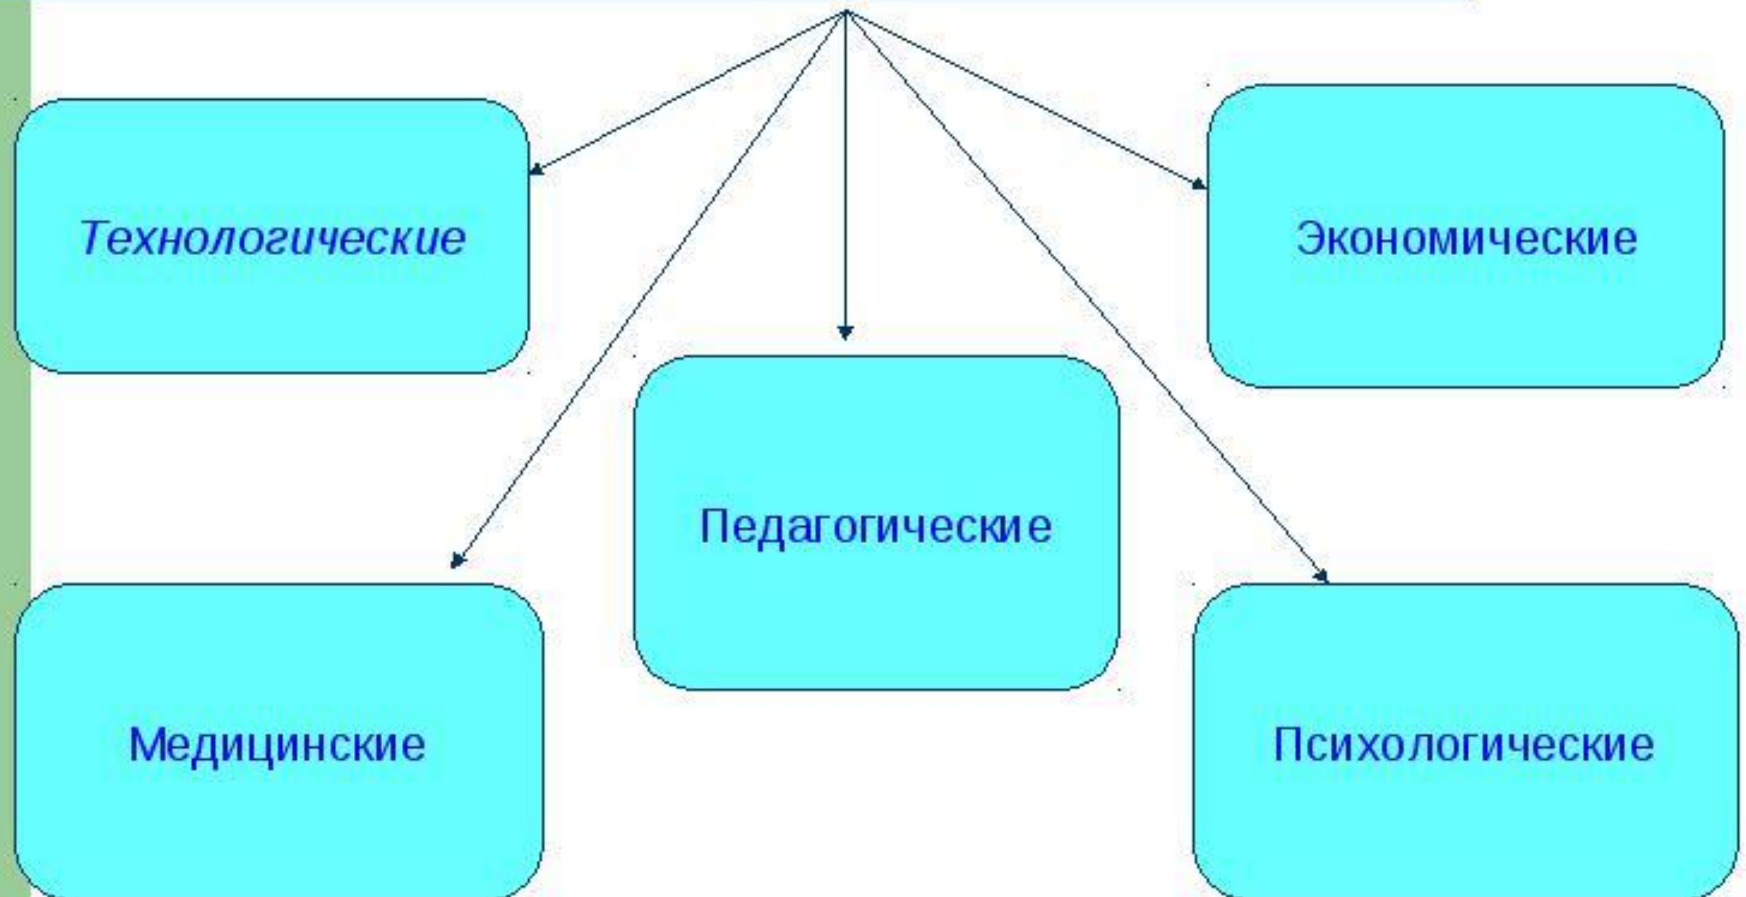 Технологические
Экономические
Педагогические
Медицинские
Психологические